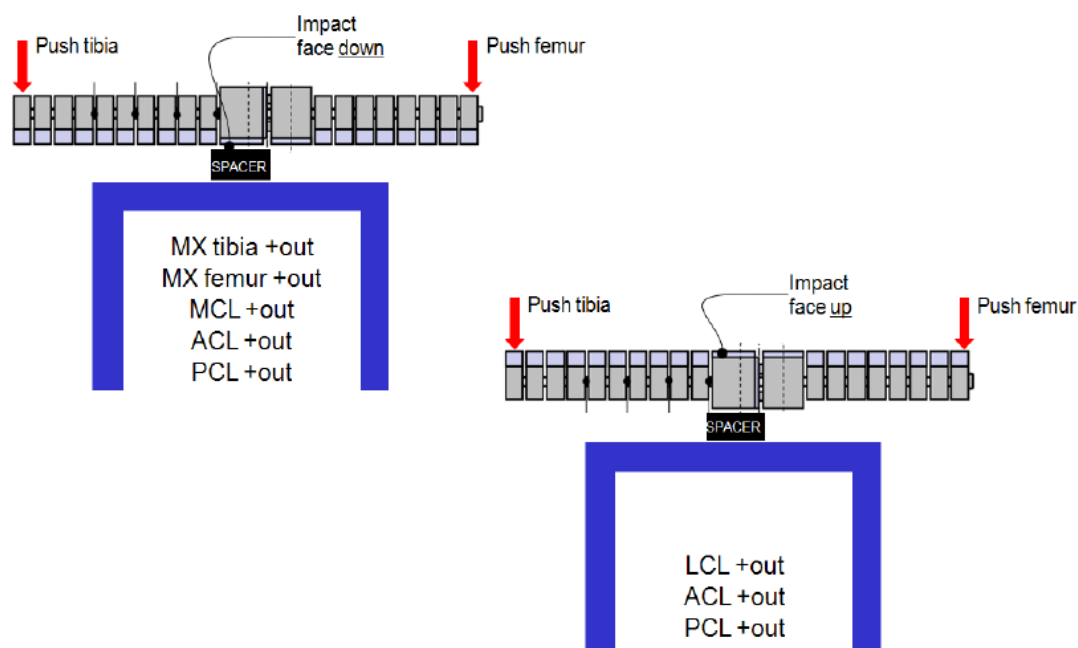 Push tibia
Impact
face down
Push femur
SPACER
MX tibia +out
MX femur +out
MCL +out
ACL +out
PCL +out
Push tibia
Impact
face up
Push femur
SPACER
LCL +out
ACL +out
PCL +out